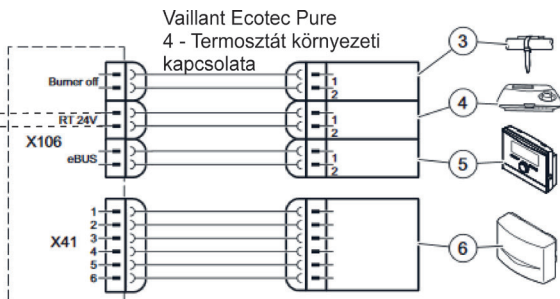 Vaillant Ecotec Pure
4 - Termosztát környezeti
kapcsolata
3
Burner off
1
2
4
RT 24V
1
2
X106
5
eBUS
1
2
X41
1
2
3
4
5
6
6